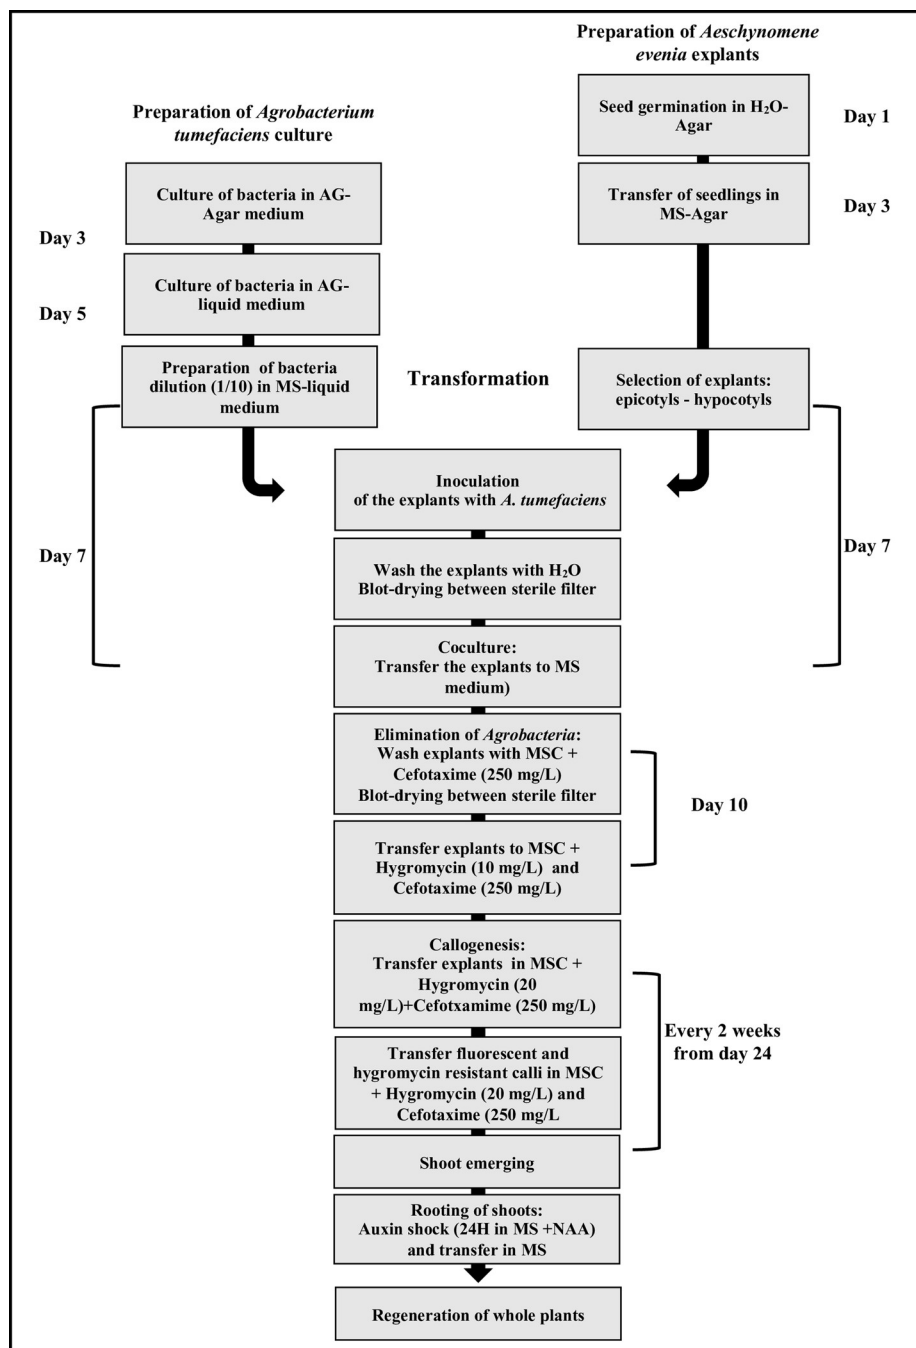 Preparation of Aeschynomene
evenia explants
Seed germination in H₂O-
Agar
Day 1
Transfer of seedlings in
MS-Agar
Day 3
Selection of explants:
epicotyls - hypocotyls
Preparation of Agrobacterium
tumefaciens culture
Culture of bacteria in AG-
Agar medium
Day 3
Culture of bacteria in AG-
liquid medium
Day 5
Preparation of bacteria
dilution (1/10) in MS-liquid
medium
Transformation
Inoculation
of the explants with A. tumefaciens
Wash the explants with H₂O
Blot-drying between sterile filter
Day 7
Day 7
Coculture:
Transfer the explants to MS
medium)
Elimination of Agrobacteria:
Wash explants with MSC +
Cefotaxime (250 mg/L)
Blot-drying between sterile filter
Day 10
Transfer explants to MSC +
Hygromycin (10 mg/L) and
Cefotaxime (250 mg/L)
Callogenesis:
Transfer explants in MSC +
Hygromycin (20
mg/L)+Cefotxamime (250 mg/L)
Every 2 weeks
from day 24
Transfer fluorescent and
hygromycin resistant calli in MSC
+ Hygromycin (20 mg/L) and
Cefotaxime (250 mg/L
Shoot emerging
Rooting of shoots:
Auxin shock (24H in MS +NAA)
and transfer in MS
Regeneration of whole plants